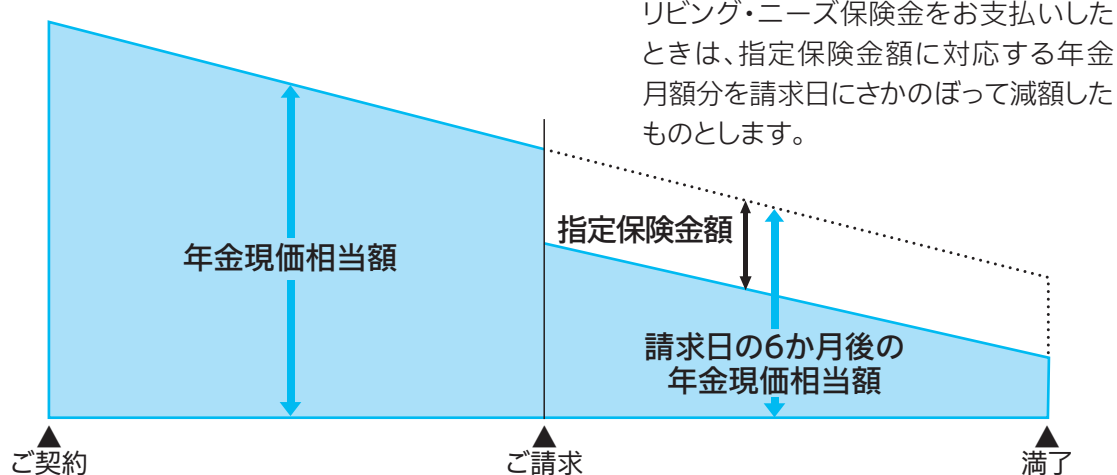 リビング・ニーズ保険金をお支払いした
ときは、指定保険金額に対応する年金
月額分を請求日にさかのぼって減額した
ものとします。
指定保険金額
年金現価相当額
請求日の6か月後の
年金現価相当額
ご契約
ご請求
満了